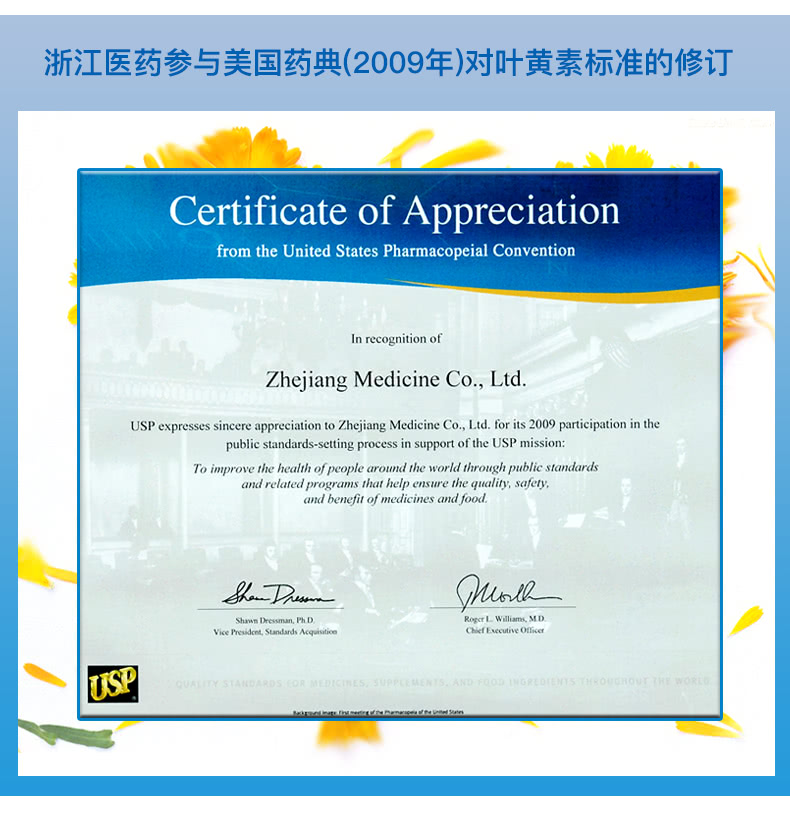 浙江医药参与美国药典(2009年)对叶黄素标准的修订
Certificate of Appreciation
from the United States Pharmacopeial Convention
In recognition of
Zhejiang Medicine Co., Ltd.
USP expresses sincere appreciation to Zhejiang Medicine Co., Ltd. for its 2009 participation in the
public standards-setting process in support of the USP mission:
To improve the health of people around the world through public standards
and related programs that help ensure the quality, safety,
and benefit of medicines and food.
Shawn Dressman, Ph.D.
Vice President, Standards Acquisition
Roger L. Williams, M.D.
Chief Executive Officer
USP
QUALITY STANDARDS FOR MEDICINES, SUPPLEMENTS, AND FOOD INGREDIENTS THROUGHOUT THE WORLD
Background Image: First meeting of the Pharmacopeia of the United States